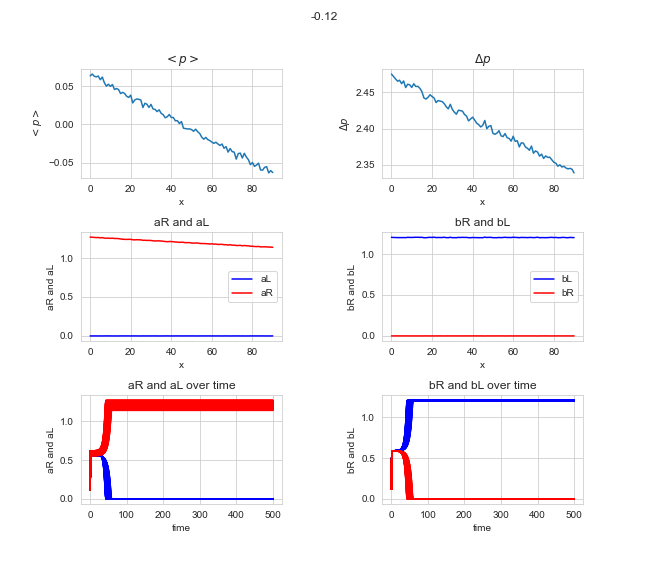 -0.12
< p >
Δp
< p >
0.05
0.00
−0.05
0 20 40 60 80
x
Δp
2.45
2.40
2.35
0 20 40 60 80
x
aR and aL
bR and bL
aR and aL
1.0
0.5
0.0
aL
aR
0 20 40 60 80
x
bR and bL
1.0
0.5
0.0
bL
bR
0 20 40 60 80
x
aR and aL over time
bR and bL over time
aR and aL
1.0
0.5
0.0
0 100 200 300 400 500
time
bR and bL
1.0
0.5
0.0
0 100 200 300 400 500
time